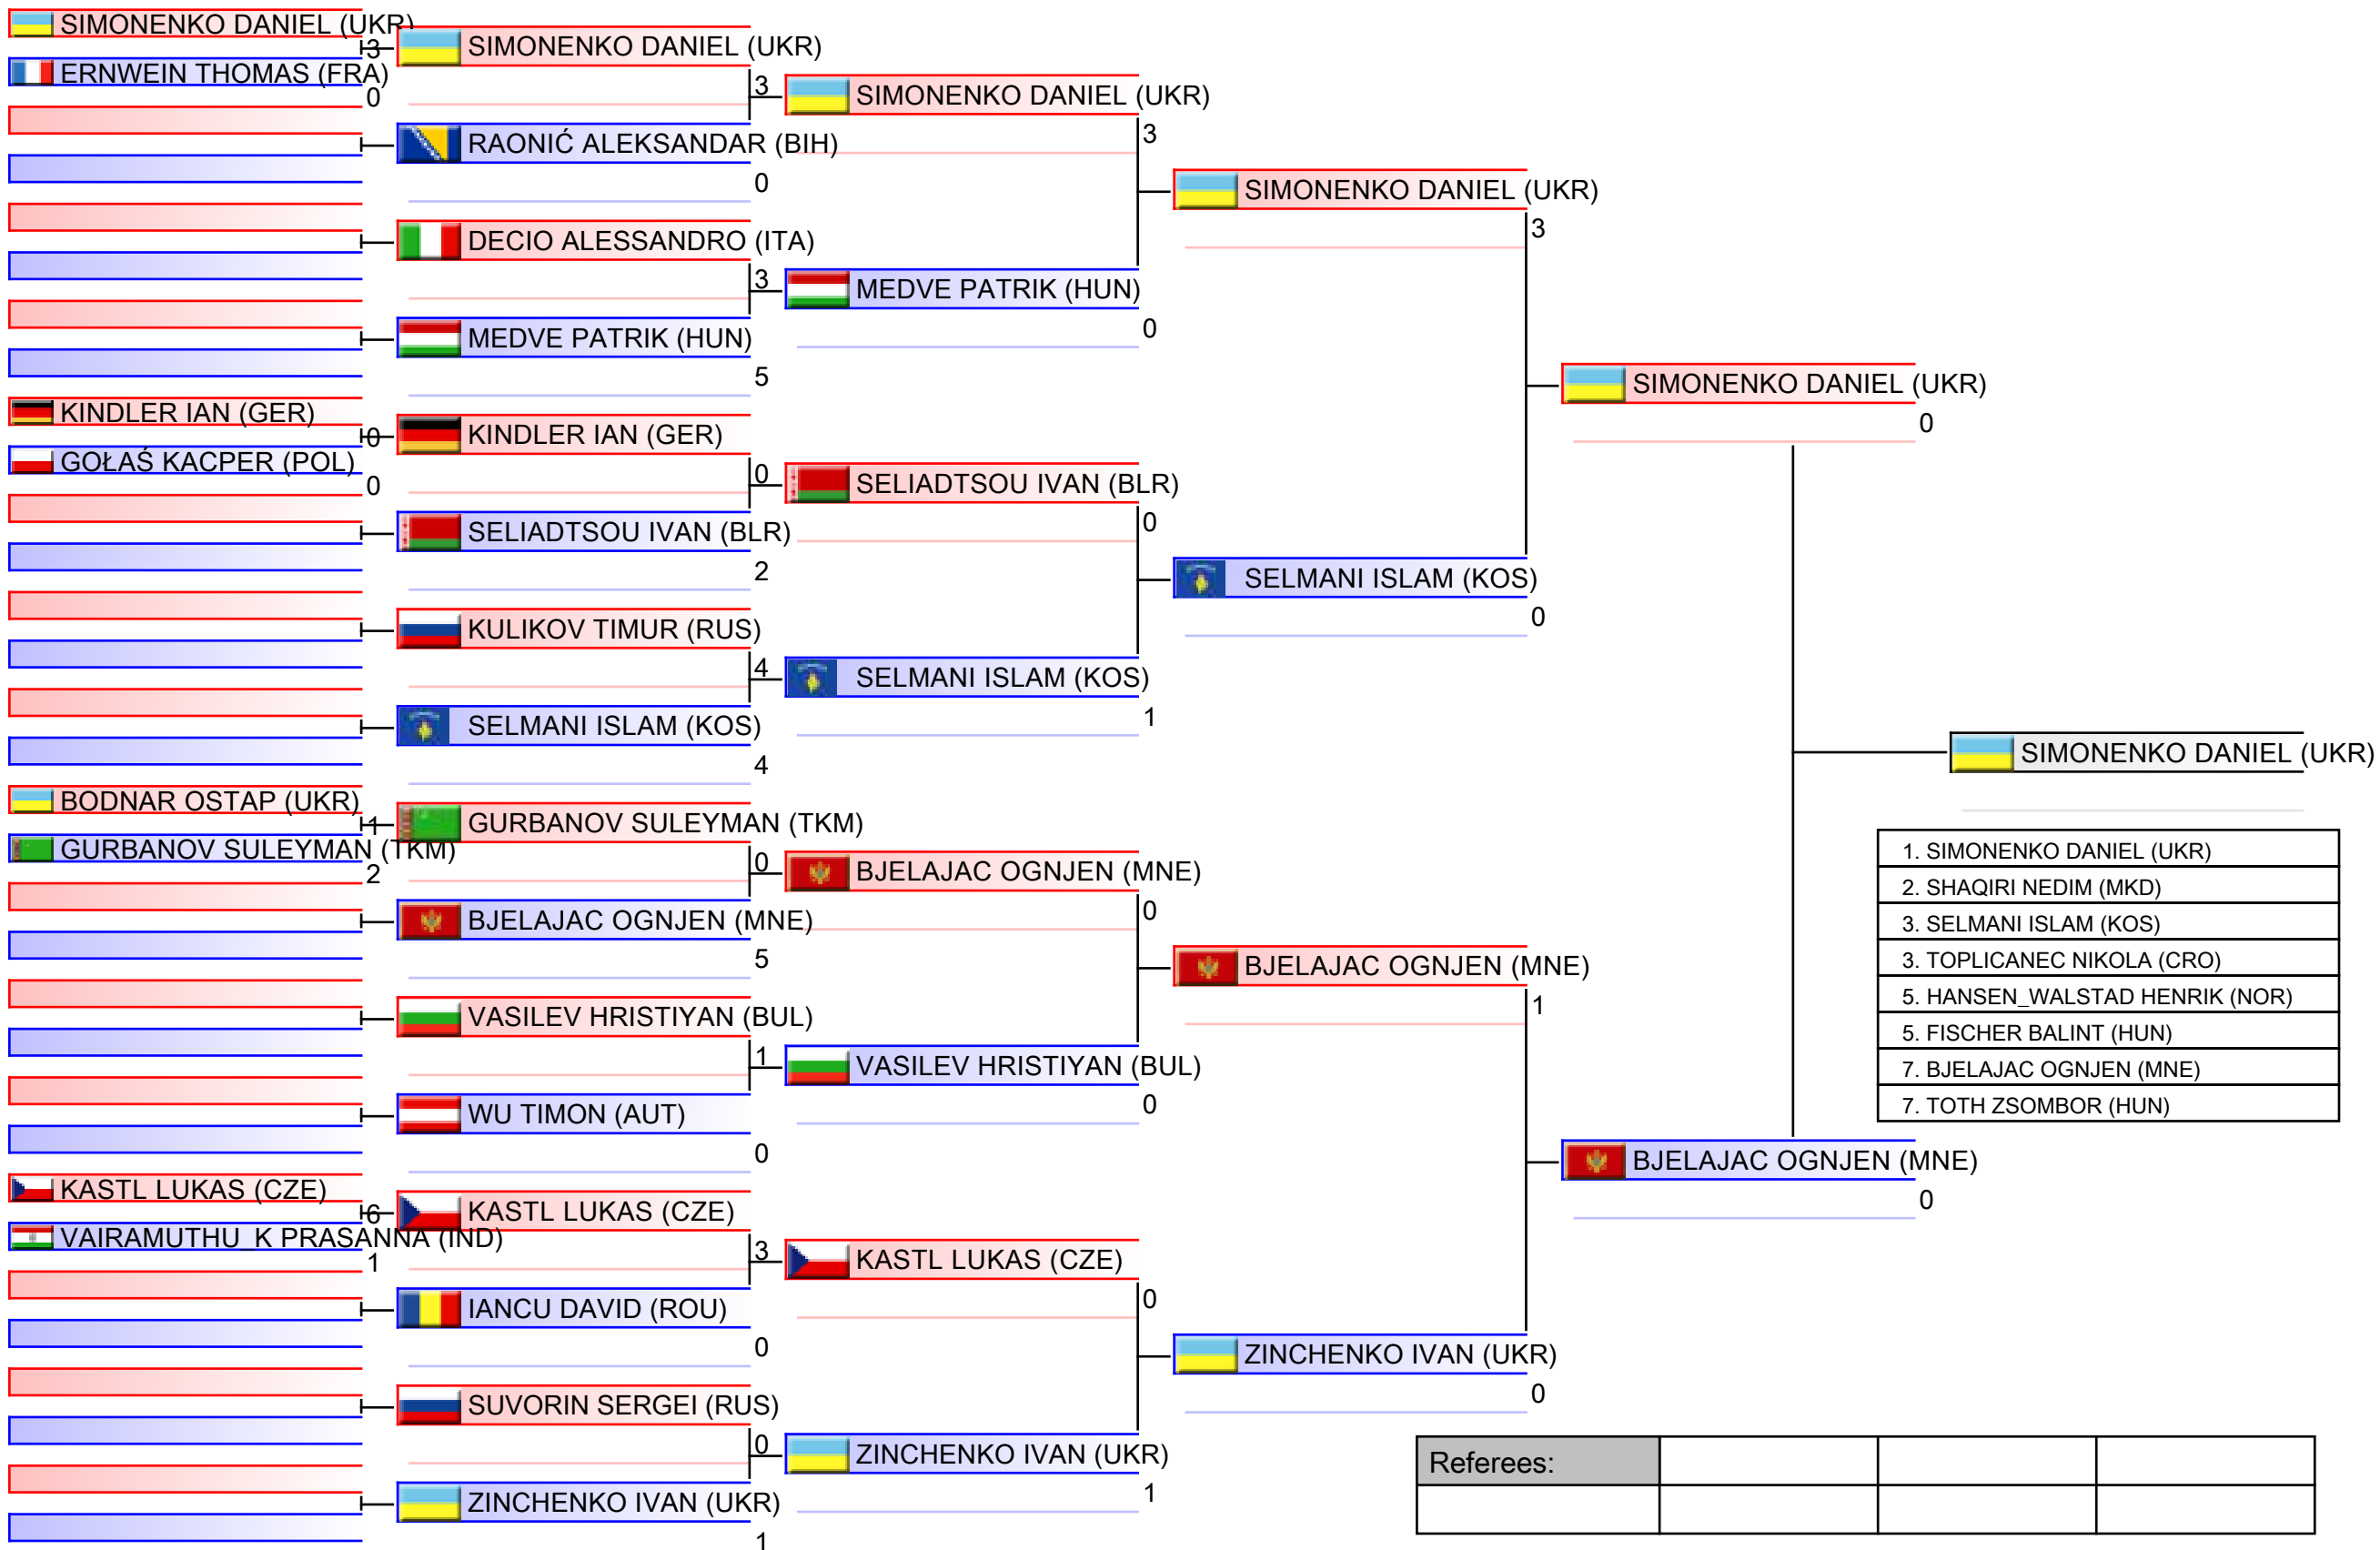 SIMONENKO DANIEL (UKR)
3
ERNWEIN THOMAS (FRA)
0
KINDLER IAN (GER)
0
GOŁAŚ KACPER (POL)
0
BODNAR OSTAP (UKR)
1
GURBANOV SULEYMAN (TKM)
2
KASTL LUKAS (CZE)
6
VAIRAMUTHU_K PRASANNA (IND)
1
SIMONENKO DANIEL (UKR)
3
RAONIĆ ALEKSANDAR (BIH)
0
DECIO ALESSANDRO (ITA)
3
MEDVE PATRIK (HUN)
5
KINDLER IAN (GER)
0
SELIADTSOU IVAN (BLR)
2
KULIKOV TIMUR (RUS)
4
SELMANI ISLAM (KOS)
4
GURBANOV SULEYMAN (TKM)
0
BJELAJAC OGNJEN (MNE)
5
VASILEV HRISTIYAN (BUL)
1
WU TIMON (AUT)
0
KASTL LUKAS (CZE)
3
IANCU DAVID (ROU)
0
SUVORIN SERGEI (RUS)
0
ZINCHENKO IVAN (UKR)
1
SIMONENKO DANIEL (UKR)
3
MEDVE PATRIK (HUN)
0
SELIADTSOU IVAN (BLR)
0
SELMANI ISLAM (KOS)
1
BJELAJAC OGNJEN (MNE)
0
VASILEV HRISTIYAN (BUL)
0
KASTL LUKAS (CZE)
0
ZINCHENKO IVAN (UKR)
1
SIMONENKO DANIEL (UKR)
3
SELMANI ISLAM (KOS)
0
BJELAJAC OGNJEN (MNE)
1
ZINCHENKO IVAN (UKR)
0
SIMONENKO DANIEL (UKR)
0
BJELAJAC OGNJEN (MNE)
0
SIMONENKO DANIEL (UKR)
1. SIMONENKO DANIEL (UKR)
2. SHAQIRI NEDIM (MKD)
3. SELMANI ISLAM (KOS)
3. TOPLICANEC NIKOLA (CRO)
5. HANSEN_WALSTAD HENRIK (NOR)
5. FISCHER BALINT (HUN)
7. BJELAJAC OGNJEN (MNE)
7. TOTH ZSOMBOR (HUN)
Referees: